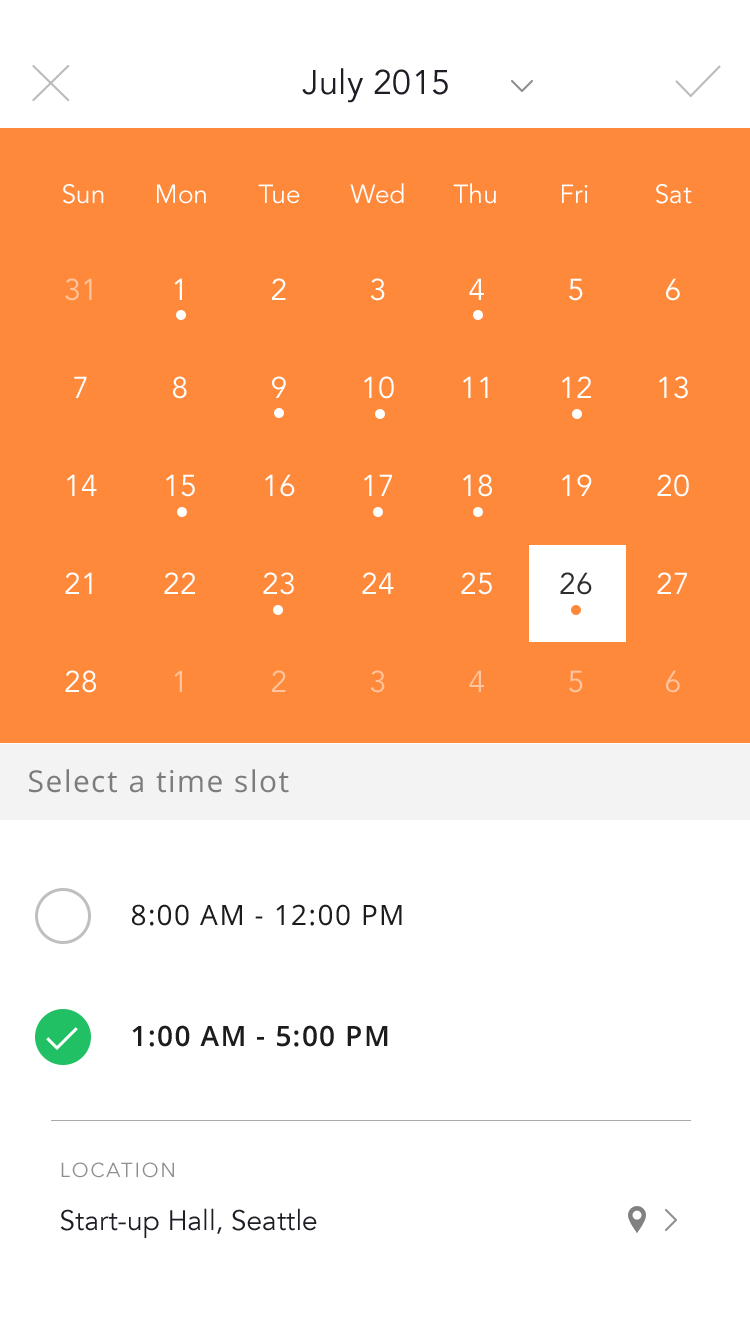 July 2015
Sun Mon Tue Wed Thu Fri Sat
31 1 2 3 4 5 6
7 8 9 10 11 12 13
14 15 16 17 18 19 20
21 22 23 24 25 26 27
28 1 2 3 4 5 6
Select a time slot
8:00 AM - 12:00 PM
1:00 AM - 5:00 PM
LOCATION
Start-up Hall, Seattle